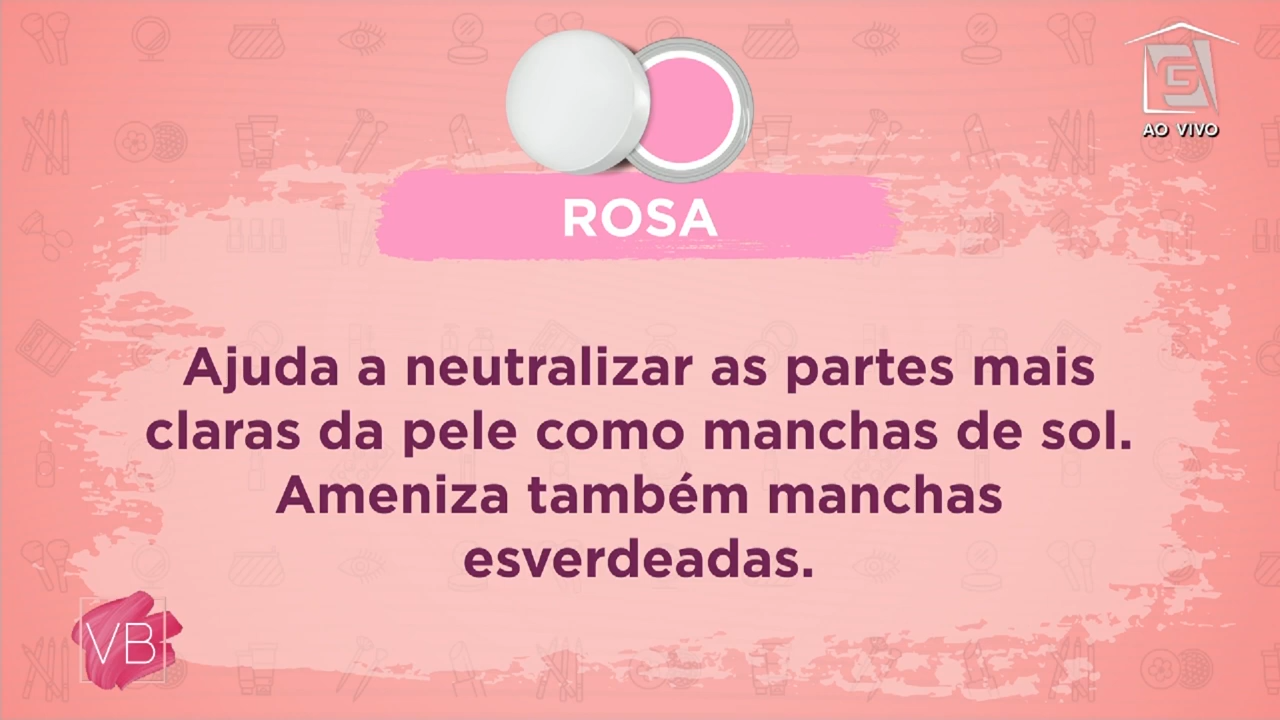 AO VIVO
ROSA
Ajuda a neutralizar as partes mais
claras da pele como manchas de sol.
Ameniza também manchas
esverdeadas.
VB